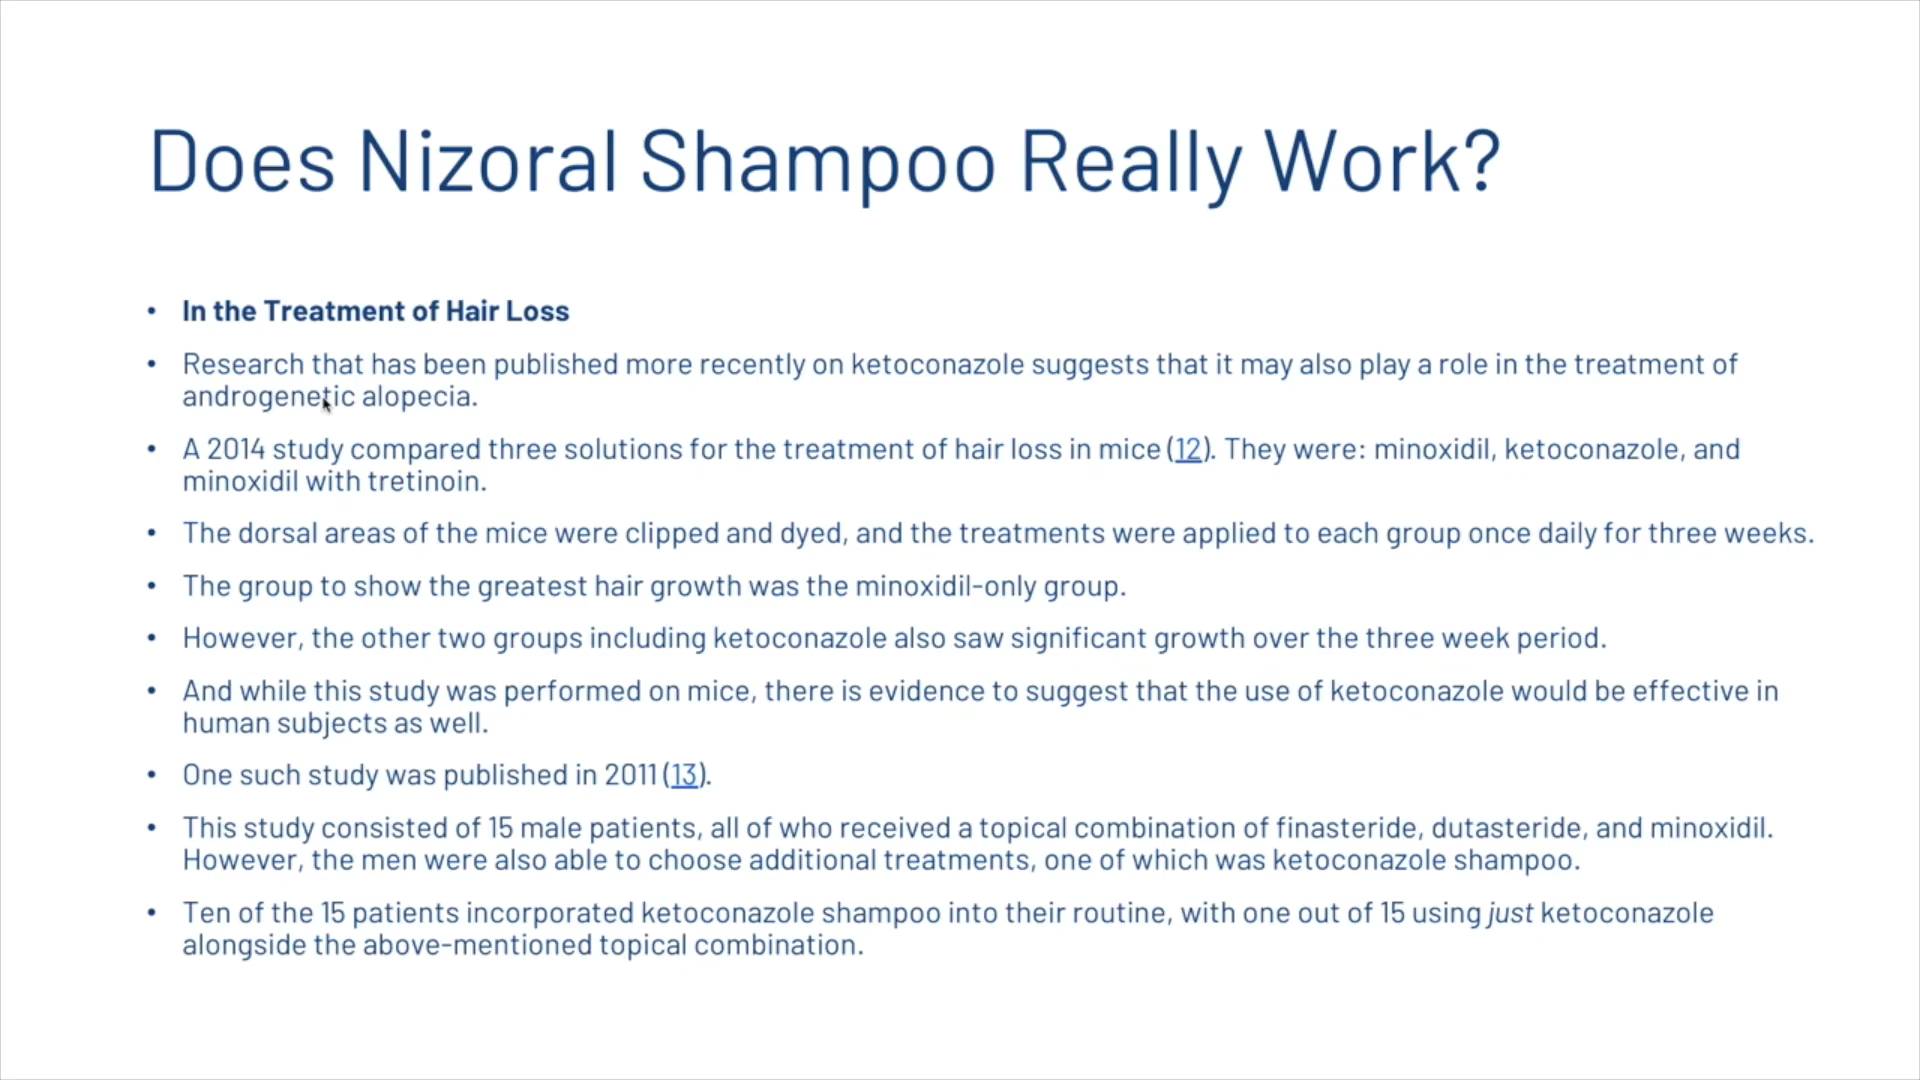 Does Nizoral Shampoo Really Work?
• In the Treatment of Hair Loss
• Research that has been published more recently on ketoconazole suggests that it may also play a role in the treatment of
androgenetic alopecia.
• A 2014 study compared three solutions for the treatment of hair loss in mice (12). They were: minoxidil, ketoconazole, and
minoxidil with tretinoin.
• The dorsal areas of the mice were clipped and dyed, and the treatments were applied to each group once daily for three weeks.
• The group to show the greatest hair growth was the minoxidil-only group.
• However, the other two groups including ketoconazole also saw significant growth over the three week period.
• And while this study was performed on mice, there is evidence to suggest that the use of ketoconazole would be effective in
human subjects as well.
• One such study was published in 2011 (13).
• This study consisted of 15 male patients, all of who received a topical combination of finasteride, dutasteride, and minoxidil.
However, the men were also able to choose additional treatments, one of which was ketoconazole shampoo.
• Ten of the 15 patients incorporated ketoconazole shampoo into their routine, with one out of 15 using just ketoconazole
alongside the above-mentioned topical combination.